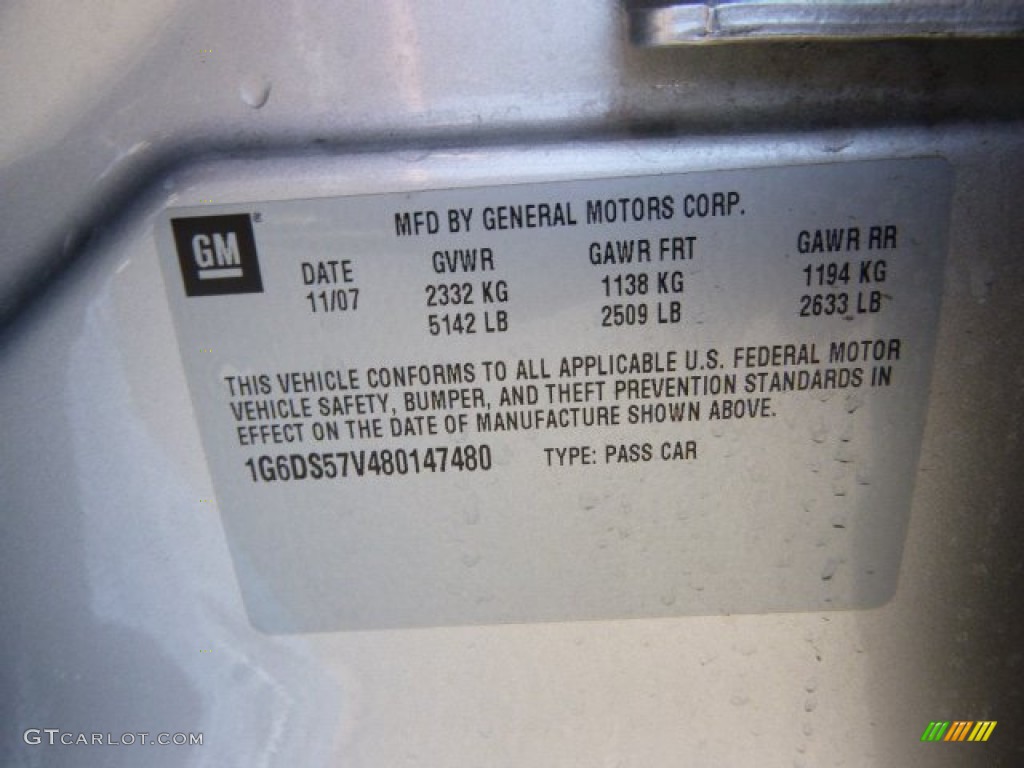 GM
MFD BY GENERAL MOTORS CORP.
DATE GVWR GAWR FRT GAWR RR
11/07 2332 KG 1138 KG 1194 KG
5142 LB 2509 LB 2633 LB
THIS VEHICLE CONFORMS TO ALL APPLICABLE U.S. FEDERAL MOTOR
VEHICLE SAFETY, BUMPER, AND THEFT PREVENTION STANDARDS IN
EFFECT ON THE DATE OF MANUFACTURE SHOWN ABOVE.
1G6DS57V480147480 TYPE: PASS CAR
GTCARLOT.COM